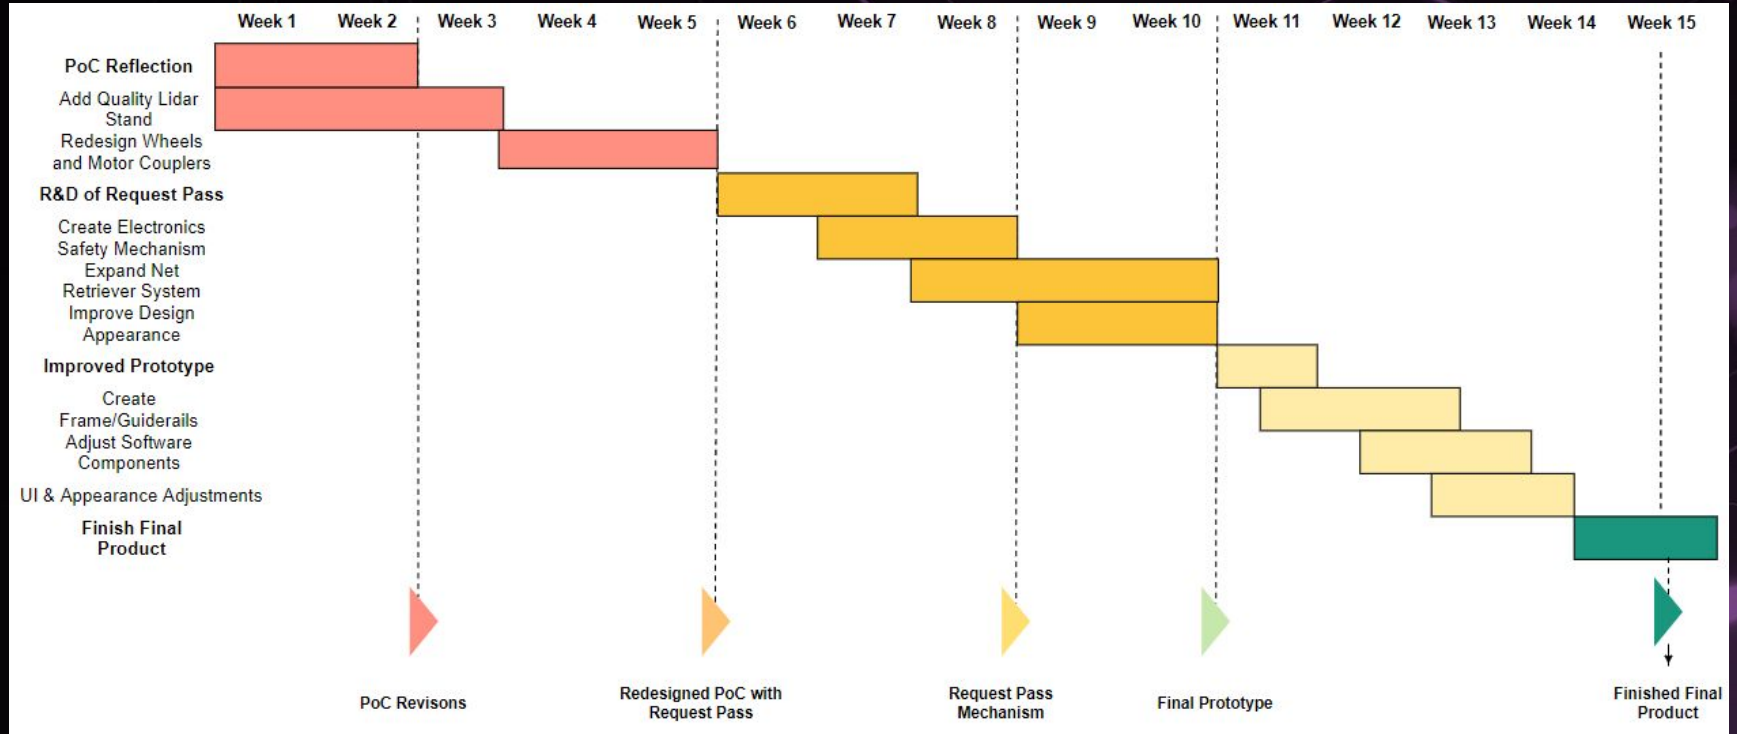 Week 1 Week 2 Week 3 Week 4 Week 5 Week 6 Week 7 Week 8 Week 9 Week 10 Week 11 Week 12 Week 13 Week 14 Week 15
PoC Reflection
Add Quality Lidar
Stand
Redesign Wheels
and Motor Couplers
R&D of Request Pass
Create Electronics
Safety Mechanism
Expand Net
Retriever System
Improve Design
Appearance
Improved Prototype
Create
Frame/Guiderails
Adjust Software
Components
UI & Appearance Adjustments
Finish Final
Product
PoC Revisons
Redesigned PoC with
Request Pass
Request Pass
Mechanism
Final Prototype
Finished Final
Product